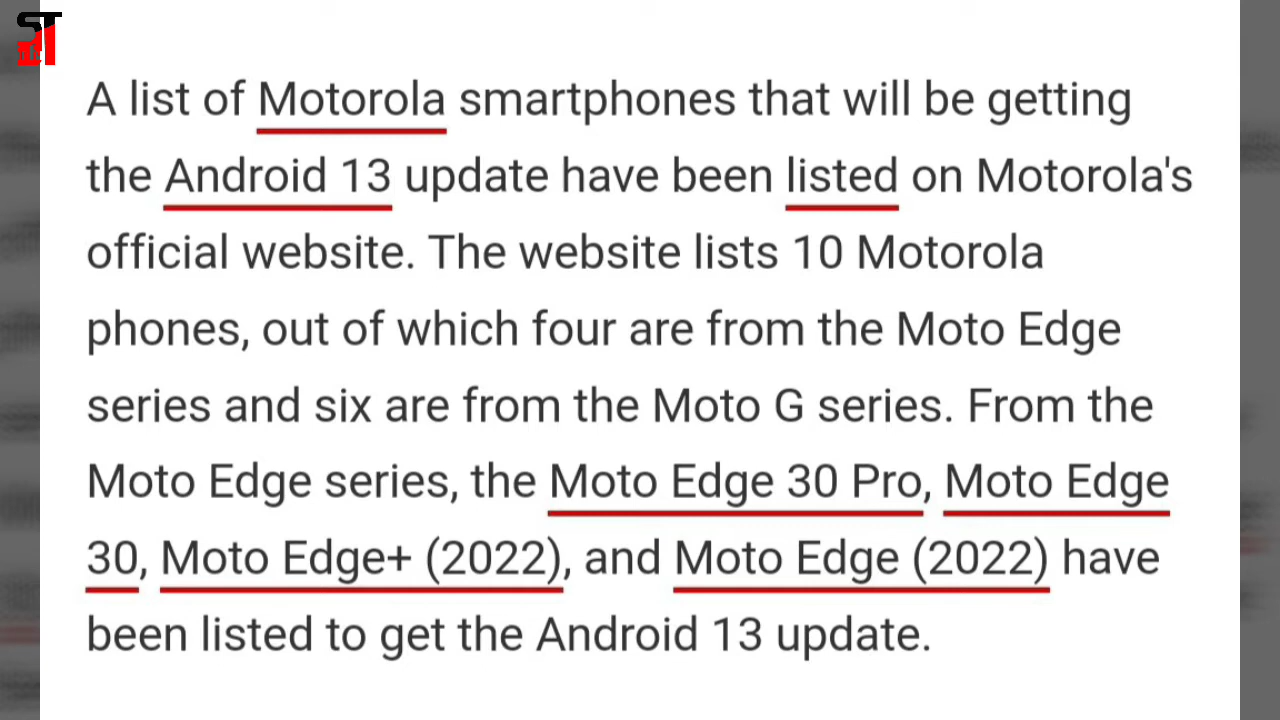 ST
A list of Motorola smartphones that will be getting
the Android 13 update have been listed on Motorola's
official website. The website lists 10 Motorola
phones, out of which four are from the Moto Edge
series and six are from the Moto G series. From the
Moto Edge series, the Moto Edge 30 Pro, Moto Edge
30, Moto Edge+ (2022), and Moto Edge (2022) have
been listed to get the Android 13 update.